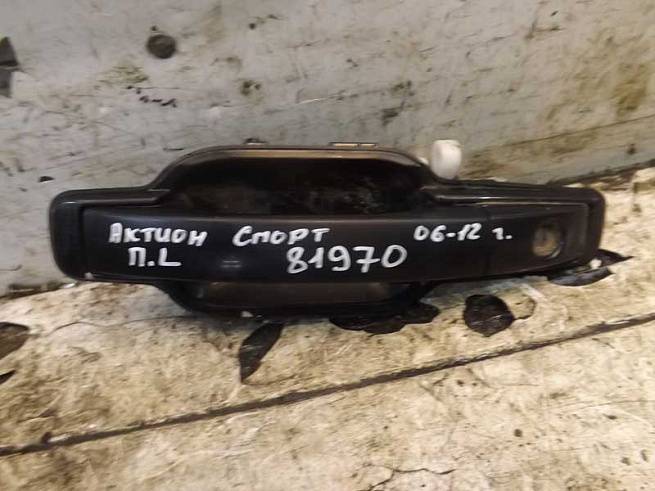 Актион Спорт 06-12 г.
П.L 81970